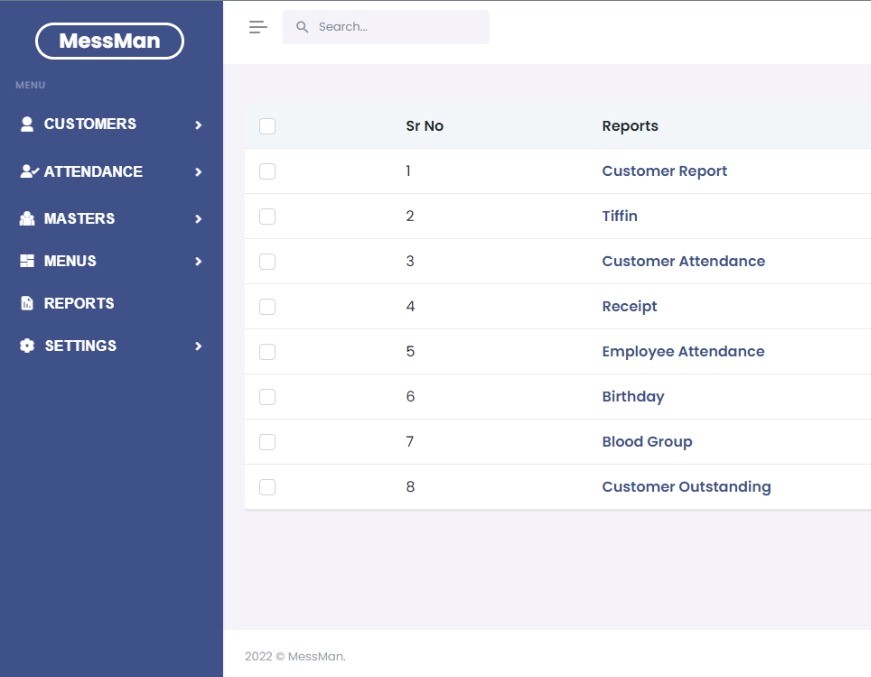 MessMan
MENU
CUSTOMERS
ATTENDANCE
MASTERS
MENUS
REPORTS
SETTINGS
Search...
Sr No Reports
1 Customer Report
2 Tiffin
3 Customer Attendance
4 Receipt
5 Employee Attendance
6 Birthday
7 Blood Group
8 Customer Outstanding
2022 © MessMan.